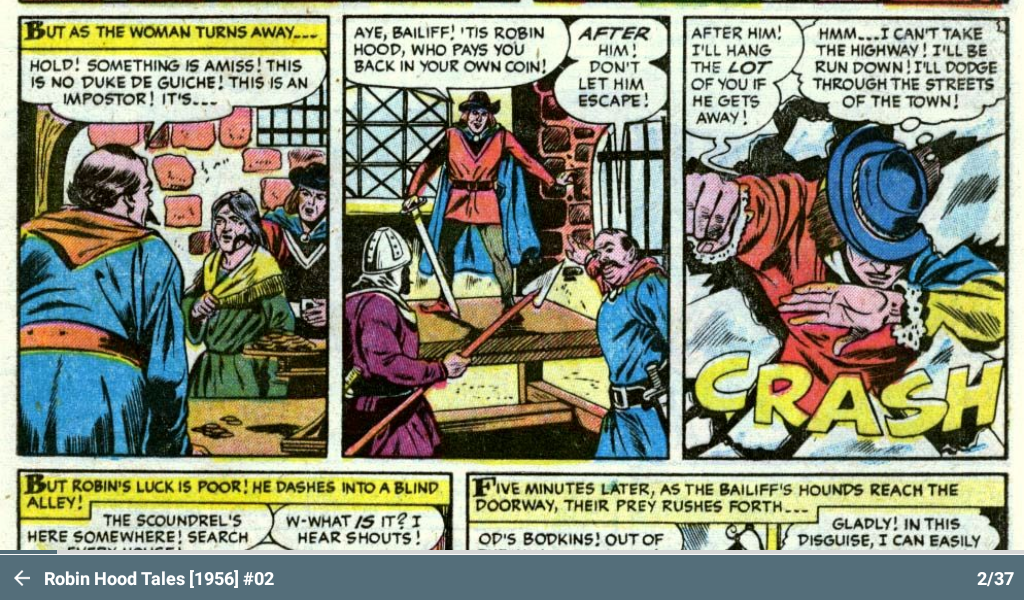 BUT AS THE WOMAN TURNS AWAY...
HOLD! SOMETHING IS AMISS! THIS
IS NO DUKE DE GUICHE! THIS IS AN
IMPOSTOR! IT'S...
AYE, BAILIFF! 'TIS ROBIN
HOOD, WHO PAYS YOU
BACK IN YOUR OWN COIN!
AFTER
HIM!
DON'T
LET HIM
ESCAPE!
AFTER HIM!
I'LL HANG
THE LOT
OF YOU IF
HE GETS
AWAY!
HMM...I CAN'T TAKE
THE HIGHWAY! I'LL BE
RUN DOWN! I'LL DODGE
THROUGH THE STREETS
OF THE TOWN!
CRASH
BUT ROBIN'S LUCK IS POOR! HE DASHES INTO A BLIND
ALLEY!
THE SCOUNDREL'S
HERE SOMEWHERE! SEARCH
EVERY HOUSE!
W-WHAT IS IT? I
HEAR SHOUTS!
FIVE MINUTES LATER, AS THE BAILIFF'S HOUNDS REACH THE
DOORWAY, THEIR PREY RUSHES FORTH...
OD'S BODKINS! OUT OF
GLADLY! IN THIS
DISGUISE, I CAN EASILY
Robin Hood Tales [1956] #02
2/37